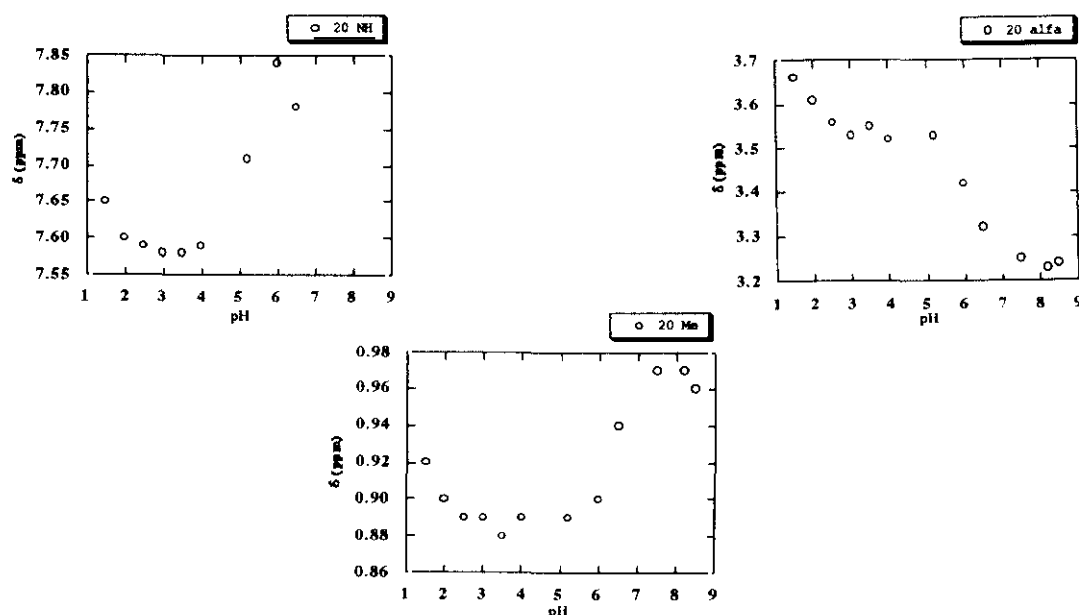 20 NH
7.85
7.80
7.75
7.70
7.65
7.60
7.55
δ (ppm)
1 2 3 4 5 6 7 8 9
pH
20 alfa
3.7
3.6
3.5
3.4
3.3
3.2
δ (ppm)
1 2 3 4 5 6 7 8 9
pH
20 Me
0.98
0.96
0.94
0.92
0.90
0.88
0.86
δ (ppm)
1 2 3 4 5 6 7 8 9
pH